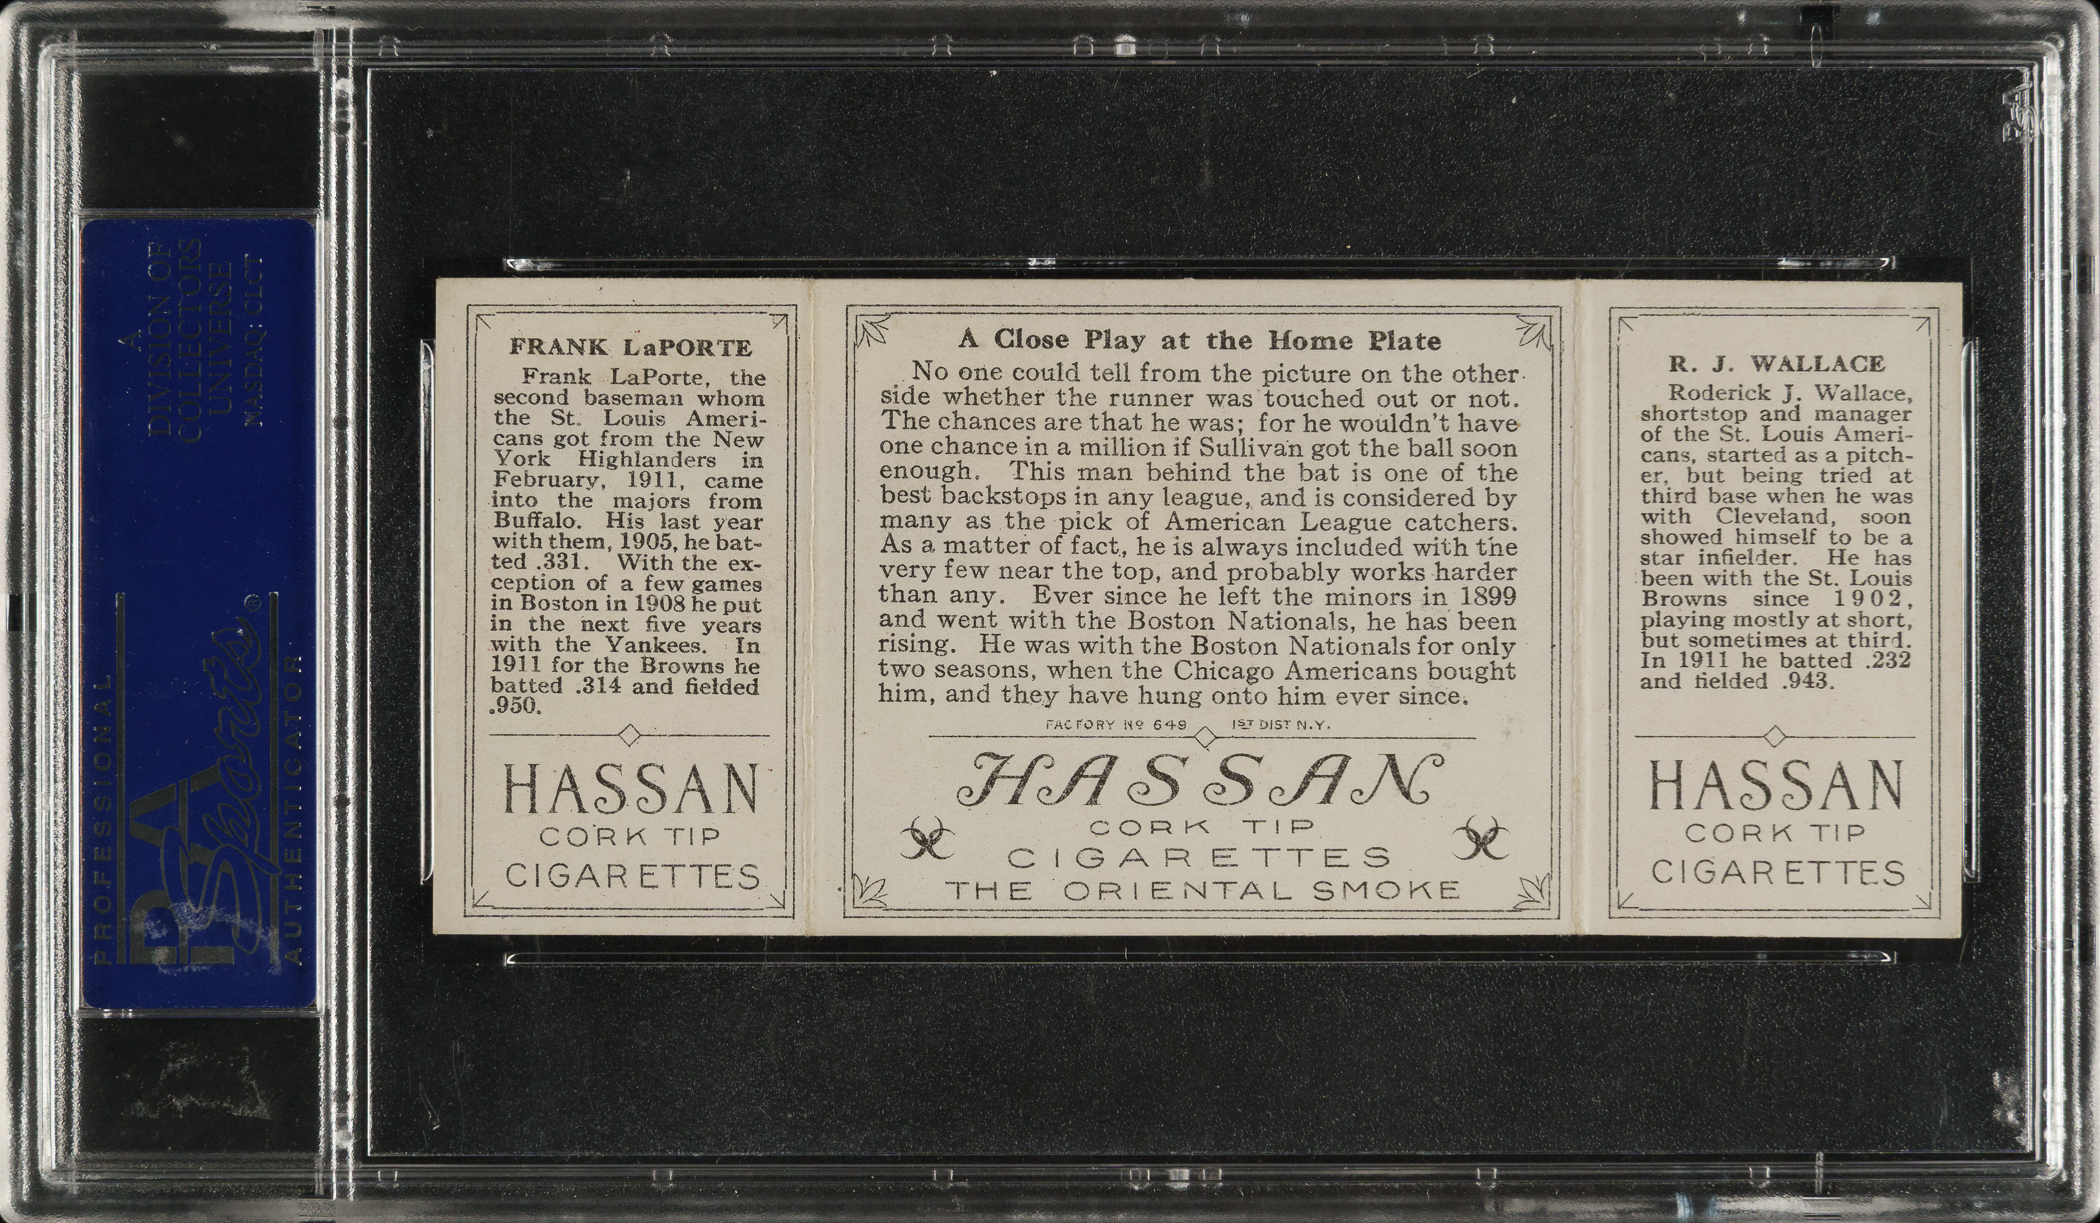 A
DIVISION OF
COLLECTORS
UNIVERSE
NASDAQ: CLCT
PROFESSIONAL
PSA
Sports®
AUTHENTICATOR
PSA
FRANK LaPORTE
Frank LaPorte, the
second baseman whom
the St. Louis Ameri-
cans got from the New
York Highlanders in
February, 1911, came
into the majors from
Buffalo. His last year
with them, 1905, he bat-
ted .331. With the ex-
ception of a few games
in Boston in 1908 he put
in the next five years
with the Yankees. In
1911 for the Browns he
batted .314 and fielded
.950.
HASSAN
CORK TIP
CIGARETTES
A Close Play at the Home Plate
No one could tell from the picture on the other
side whether the runner was touched out or not.
The chances are that he was; for he wouldn't have
one chance in a million if Sullivan got the ball soon
enough. This man behind the bat is one of the
best backstops in any league, and is considered by
many as the pick of American League catchers.
As a matter of fact, he is always included with the
very few near the top, and probably works harder
than any. Ever since he left the minors in 1899
and went with the Boston Nationals, he has been
rising. He was with the Boston Nationals for only
two seasons, when the Chicago Americans bought
him, and they have hung onto him ever since.
FACTORY Nº 649 1ST DIST N.Y.
HASSAN
CORK TIP
CIGARETTES
THE ORIENTAL SMOKE
R. J. WALLACE
Roderick J. Wallace,
shortstop and manager
of the St. Louis Ameri-
cans, started as a pitch-
er, but being tried at
third base when he was
with Cleveland, soon
showed himself to be a
star infielder. He has
been with the St. Louis
Browns since 1902,
playing mostly at short,
but sometimes at third.
In 1911 he batted .232
and fielded .943.
HASSAN
CORK TIP
CIGARETTES